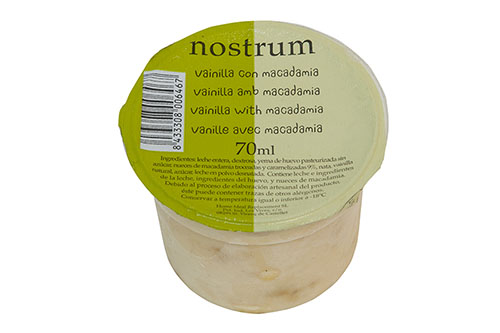 nostrum
vainilla con macadamia
vainilla amb macadamia
vainilla with macadamia
vanille avec macadamia
70ml
8 433308 006467
Ingredientes: leche entera, dextrosa, yema de huevo pasteurizada sin
azúcar, nueces de macadamia troceadas y caramelizadas 9%, nata, vainilla
natural, azúcar, leche en polvo desnatada. Contiene leche e ingredientes
de la leche, ingredientes del huevo, y nueces de macadamia.
Debido al proceso de elaboración artesanal del producto,
éste puede contener trazas de otros alérgenos.
Conservar a temperatura igual o inferior a -18ºC